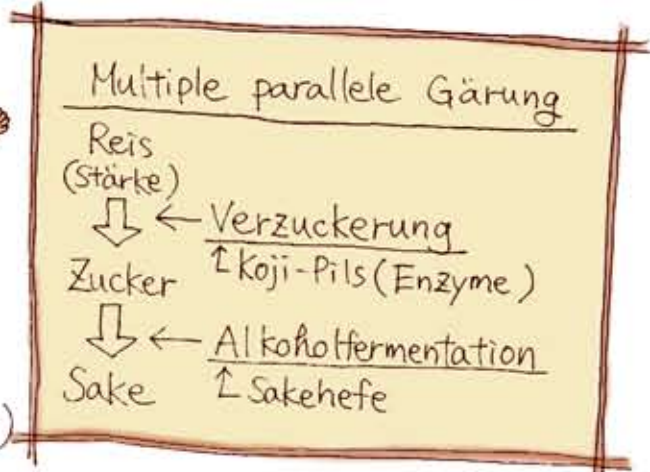 Multiple parallele Gärung
Reis
(Stärke)
⇩ ← Verzuckerung
Zucker ↑ Koji-Pils (Enzyme)
⇩ ← Alkoholfermentation
Sake ↑ Sakehefe